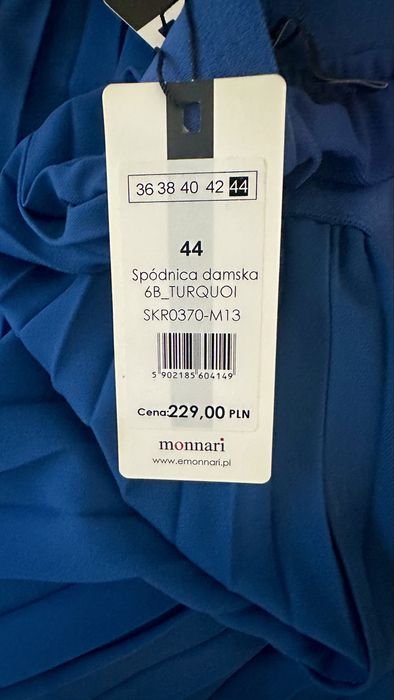 36 38 40 42 44
44
Spódnica damska
6B_TURQUOI
SKR0370-M13
5 902185 604149
Cena:229,00 PLN
monnari
www.emonnari.pl